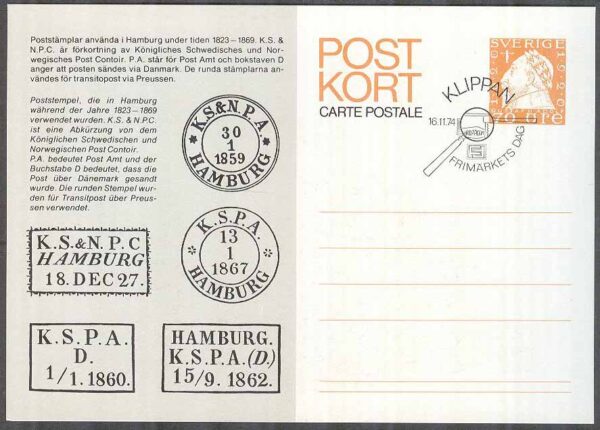 Poststämplar använda i Hamburg under tiden 1823–1869. K.S. &
N.P.C. är förkortning av Königliches Schwedisches und Nor-
wegisches Post Contoir. P.A. står för Post Amt och bokstaven D
anger att posten sändes via Danmark. De runda stämplarna an-
vändes för transitopost via Preussen.
Poststempel, die in Hamburg
während der Jahre 1823–1869
verwendet wurden. K.S. & N.P.C.
ist eine Abkürzung von dem
Königlichen Schwedischen und
Norwegischen Post Contoir.
P.A. bedeutet Post Amt und der
Buchstabe D bedeutet, dass die
Post über Dänemark gesandt
wurde. Die runden Stempel wur-
den für Transitpost über Preus-
sen verwendet.
K.S.&N.P.A.
30
1
1859
HAMBURG
K.S.P.A.
13
1
1867
HAMBURG
K.S.&N.P.C
HAMBURG
18.DEC 27.
K.S.P.A.
D.
1/1.1860.
HAMBURG.
K.S.P.A.(D.)
15/9. 1862.
POST
KORT
CARTE POSTALE
SVERIGE
1920
70 ÖRE
KLIPPAN
16.11.74
FRIMÄRKETS DAG